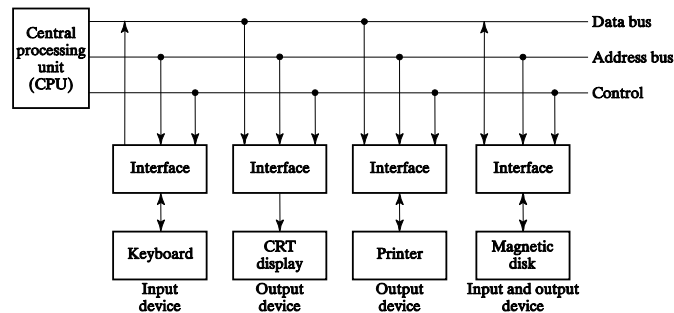 Central
processing
unit
(CPU)
Data bus
Address bus
Control
Interface
Interface
Interface
Interface
Keyboard
CRT
display
Printer
Magnetic
disk
Input
device
Output
device
Output
device
Input and output
device